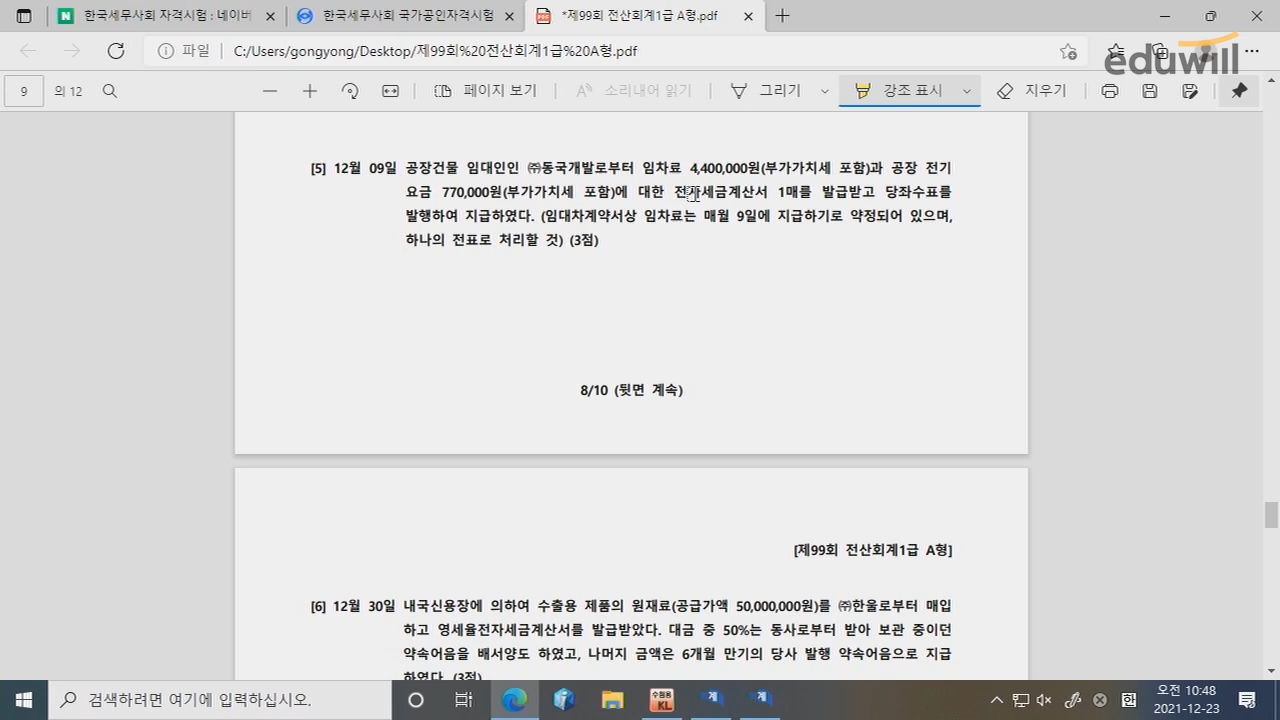 한국세무사회 자격시험 : 네이버
한국세무사회 국가공인자격시험
*제99회 전산회계1급 A형.pdf
파일
C:/Users/gongyong/Desktop/제99회%20전산회계1급%20A형.pdf
eduwill
9
의 12
페이지 보기
소리내어 읽기
그리기
강조 표시
지우기
[5] 12월 09일 공장건물 임대인인 ㈜동국개발로부터 임차료 4,400,000원(부가가치세 포함)과 공장 전기
요금 770,000원(부가가치세 포함)에 대한 전자세금계산서 1매를 발급받고 당좌수표를
발행하여 지급하였다. (임대차계약서상 임차료는 매월 9일에 지급하기로 약정되어 있으며,
하나의 전표로 처리할 것) (3점)
8/10 (뒷면 계속)
[제99회 전산회계1급 A형]
[6] 12월 30일 내국신용장에 의하여 수출용 제품의 원재료(공급가액 50,000,000원)를 ㈜한울로부터 매입
하고 영세율전자세금계산서를 발급받았다. 대금 중 50%는 동사로부터 받아 보관 중이던
약속어음을 배서양도 하였고, 나머지 금액은 6개월 만기의 당사 발행 약속어음으로 지급
하였다. (3점)
검색하려면 여기에 입력하십시오.
수험용
KL
계
계
한
오전 10:48
2021-12-23